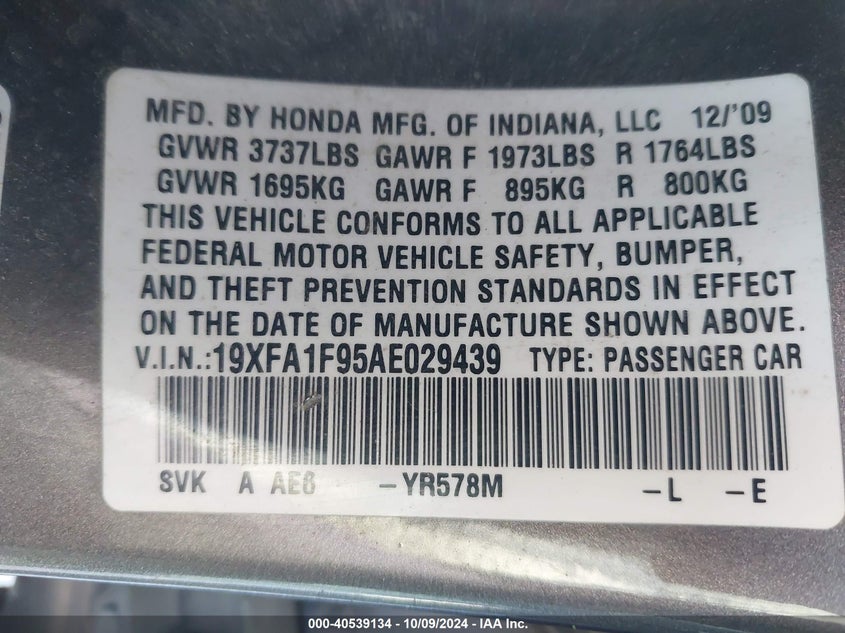 MFD. BY HONDA MFG. OF INDIANA, LLC 12/'09
GVWR 3737LBS GAWR F 1973LBS R 1764LBS
GVWR 1695KG GAWR F 895KG R 800KG
THIS VEHICLE CONFORMS TO ALL APPLICABLE
FEDERAL MOTOR VEHICLE SAFETY, BUMPER,
AND THEFT PREVENTION STANDARDS IN EFFECT
ON THE DATE OF MANUFACTURE SHOWN ABOVE.
V.I.N.:19XFA1F95AE029439 TYPE: PASSENGER CAR
SVK A AE8 -YR578M -L -E
000-40539134 - 10/09/2024 - IAA Inc.